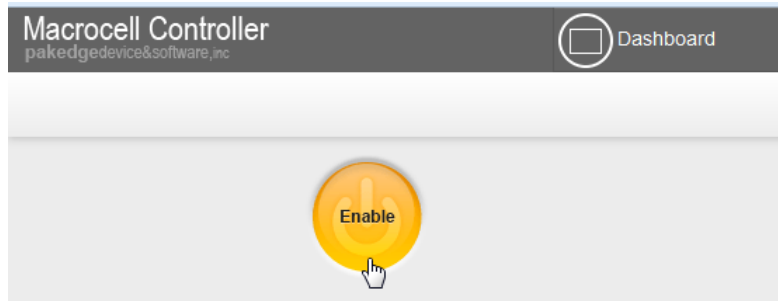 Macrocell Controller
pakedgedevice&software,inc
Dashboard
Enable